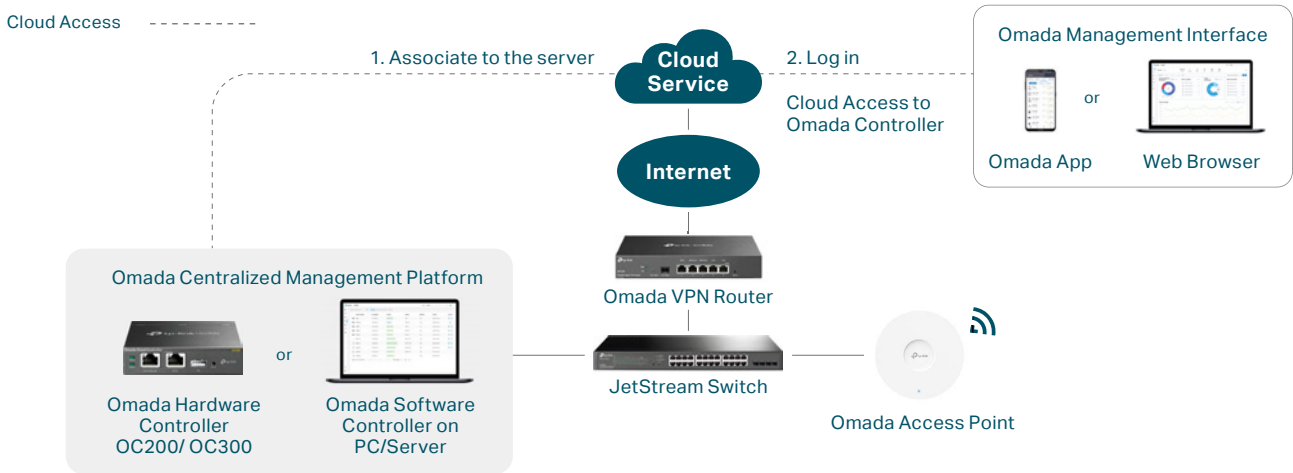 Cloud Access
1. Associate to the server
Cloud
Service
2. Log in
Cloud Access to
Omada Controller
Omada Management Interface
or
Omada App
Web Browser
Internet
Omada VPN Router
Omada Centralized Management Platform
or
Omada Hardware
Controller
OC200/ OC300
Omada Software
Controller on
PC/Server
JetStream Switch
tp-link
Omada Access Point